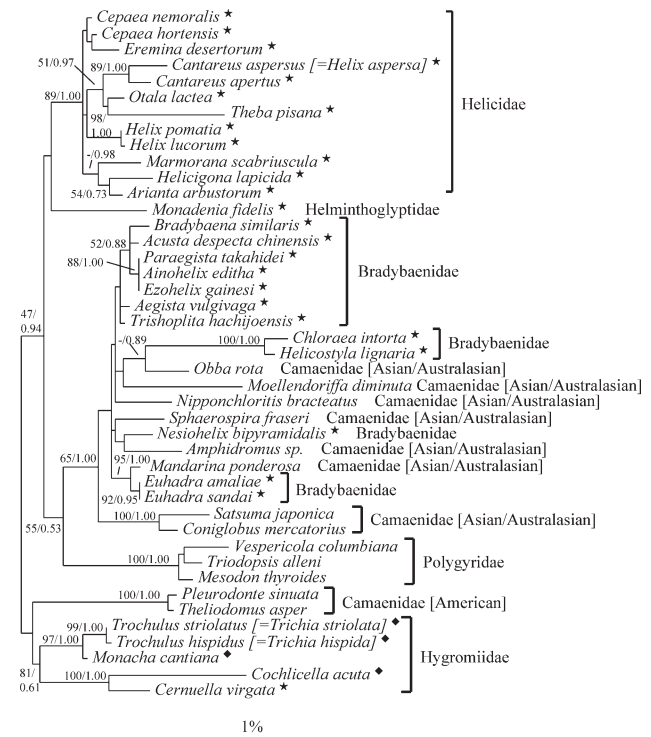 Cepaea nemoralis ★
Cepaea hortensis ★
Eremina desertorum ★
51/0.97
89/1.00
Cantareus aspersus [=Helix aspersa] ★
Cantareus apertus ★
89/1.00
Otala lactea ★
Helicidae
98/
1.00
Theba pisana ★
Helix pomatia ★
Helix lucorum ★
-/0.98
Marmorana scabriuscula ★
Helicigona lapicida ★
54/0.73
Arianta arbustorum ★
Monadenia fidelis ★ Helminthoglyptidae
Bradybaena similaris ★
52/0.88
Acusta despecta chinensis ★
88/1.00
Paraegista takahidei ★
Ainohelix editha ★
Bradybaenidae
Ezohelix gainesi ★
Aegista vulgivaga ★
47/
0.94
Trishoplita hachijoensis ★
-/0.89
100/1.00
Chloraea intorta ★
Bradybaenidae
Helicostyla lignaria ★
Obba rota Camaenidae [Asian/Australasian]
Moellendoriffa diminuta Camaenidae [Asian/Australasian]
Nipponchloritis bracteatus Camaenidae [Asian/Australasian]
Sphaerospira fraseri Camaenidae [Asian/Australasian]
Nesiohelix bipyramidalis ★ Bradybaenidae
Amphidromus sp. Camaenidae [Asian/Australasian]
65/1.00
95/1.00
Mandarina ponderosa Camaenidae [Asian/Australasian]
Euhadra amaliae ★
Bradybaenidae
92/0.95
Euhadra sandai ★
100/1.00
Satsuma japonica
Camaenidae [Asian/Australasian]
55/0.53
Coniglobus mercatorius
Vespericola columbiana
100/1.00
Triodopsis alleni
Polygyridae
Mesodon thyroides
100/1.00
Pleurodonte sinuata
Camaenidae [American]
Theliodomus asper
99/1.00
Trochulus striolatus [=Trichia striolata] ◆
97/1.00
Trochulus hispidus [=Trichia hispida] ◆
Monacha cantiana ◆
Hygromiidae
81/
0.61
100/1.00
Cochlicella acuta ◆
Cernuella virgata ★
1%